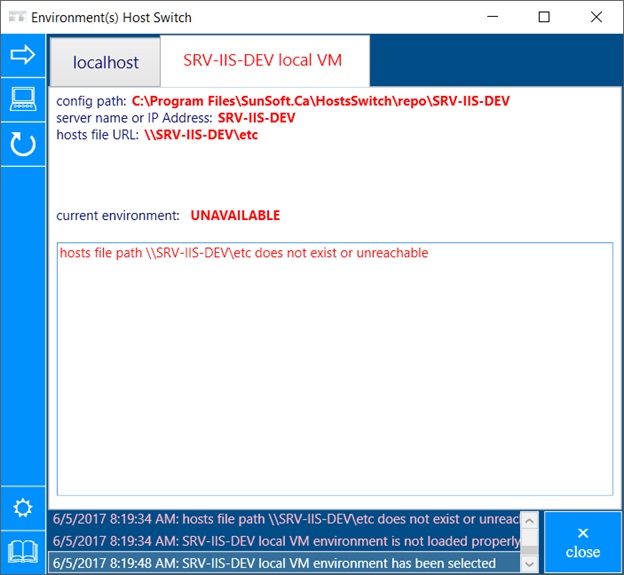 Environment(s) Host Switch
localhost
SRV-IIS-DEV local VM
config path: C:\Program Files\SunSoft.Ca\HostsSwitch\repo\SRV-IIS-DEV
server name or IP Address: SRV-IIS-DEV
hosts file URL: \\SRV-IIS-DEV\etc
current environment: UNAVAILABLE
hosts file path \\SRV-IIS-DEV\etc does not exist or unreachable
6/5/2017 8:19:34 AM: hosts file path \\SRV-IIS-DEV\etc does not exist or unreac
6/5/2017 8:19:34 AM: SRV-IIS-DEV local VM environment is not loaded properly
6/5/2017 8:19:48 AM: SRV-IIS-DEV local VM environment has been selected
close